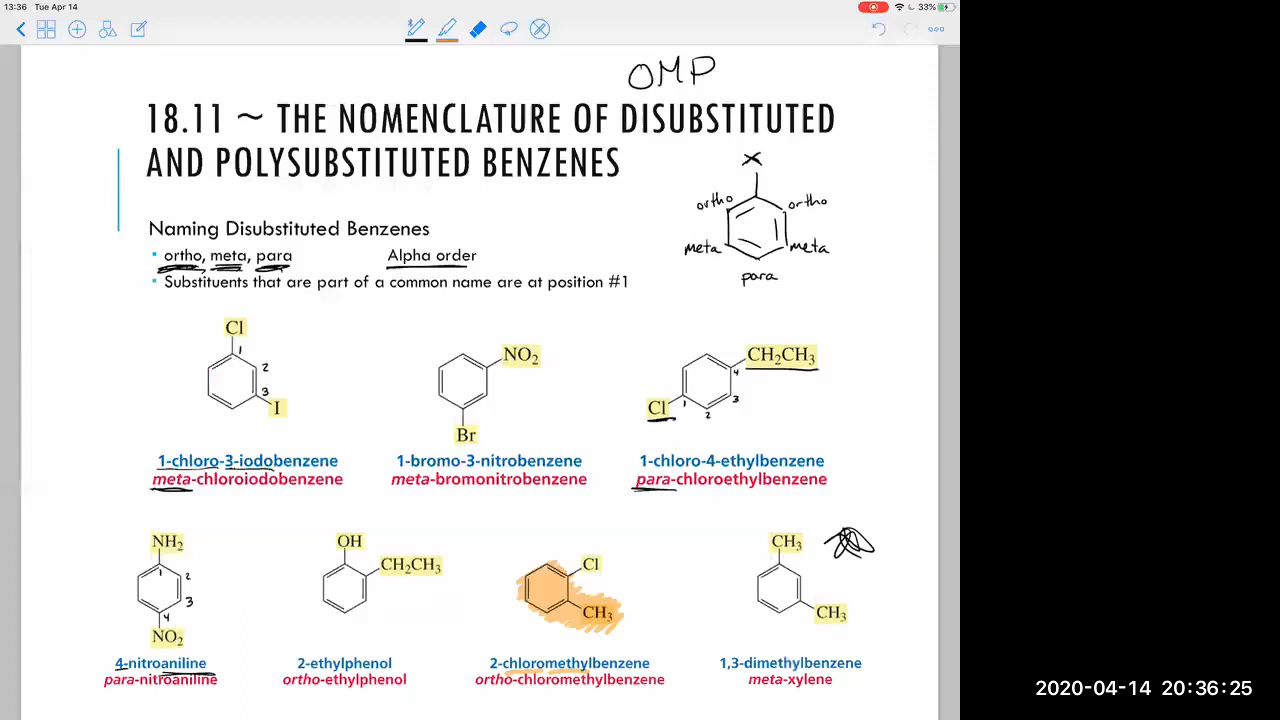 13:36 Tue Apr 14
33%
OMP
18.11 ~ THE NOMENCLATURE OF DISUBSTITUTED
AND POLYSUBSTITUTED BENZENES
X
ortho ortho
meta meta
para
Naming Disubstituted Benzenes
ortho, meta, para Alpha order
Substituents that are part of a common name are at position #1
Cl
1
2
3
I
NO2
Br
CH2CH3
4
3
2
1
Cl
1-chloro-3-iodobenzene 1-bromo-3-nitrobenzene 1-chloro-4-ethylbenzene
meta-chloroiodobenzene meta-bromonitrobenzene para-chloroethylbenzene
NH2
1
2
3
4
NO2
OH
CH2CH3
Cl
CH3
CH3
CH3
4-nitroaniline 2-ethylphenol 2-chloromethylbenzene 1,3-dimethylbenzene
para-nitroaniline ortho-ethylphenol ortho-chloromethylbenzene meta-xylene
2020-04-14 20:36:25